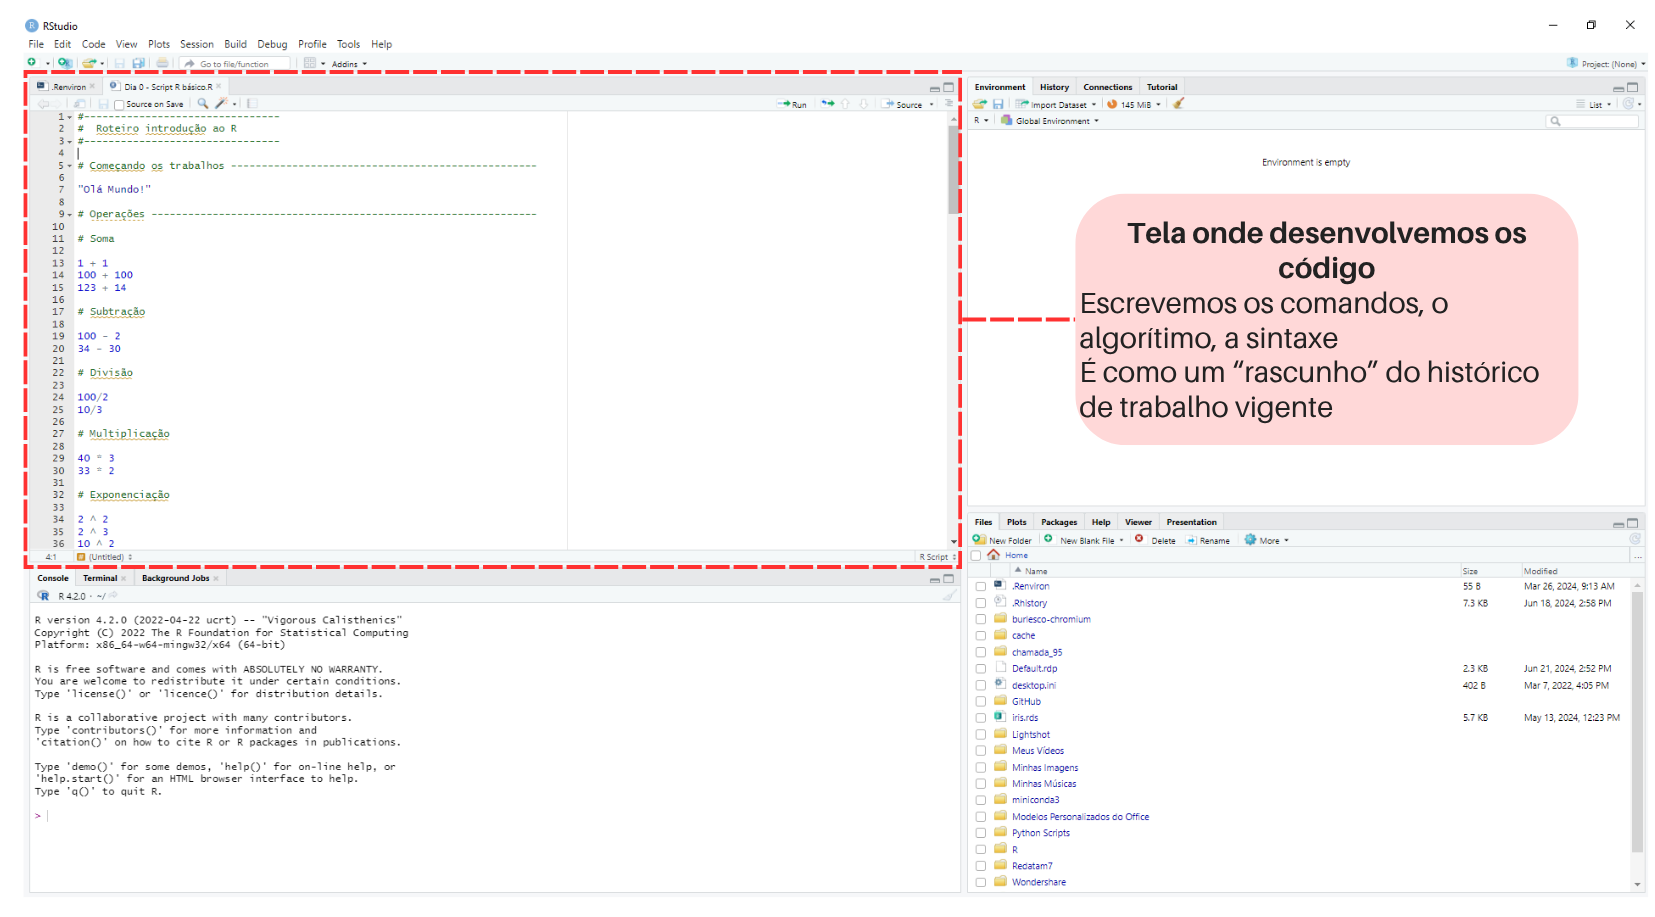 RStudio
File Edit Code View Plots Session Build Debug Profile Tools Help
Go to file/function Addins Project: (None)
.Renviron Dia 0 - Script R básico.R
Source on Save Run Source
1 #--------------------------------
2 #  Roteiro introdução ao R
3 #--------------------------------
4
5 # Começando os trabalhos --------------------------------------------------
6
7 "Olá Mundo!"
8
9 # Operações ---------------------------------------------------------------
10
11 # Soma
12
13 1 + 1
14 100 + 100
15 123 + 14
16
17 # Subtração
18
19 100 - 2
20 34 - 30
21
22 # Divisão
23
24 100/2
25 10/3
26
27 # Multiplicação
28
29 40 * 3
30 33 * 2
31
32 # Exponenciação
33
34 2 ^ 2
35 2 ^ 3
36 10 ^ 2
4:1 (Untitled) R Script
Console Terminal Background Jobs
R 4.2.0 · ~/
R version 4.2.0 (2022-04-22 ucrt) -- "Vigorous Calisthenics"
Copyright (C) 2022 The R Foundation for Statistical Computing
Platform: x86_64-w64-mingw32/x64 (64-bit)
R is free software and comes with ABSOLUTELY NO WARRANTY.
You are welcome to redistribute it under certain conditions.
Type 'license()' or 'licence()' for distribution details.
R is a collaborative project with many contributors.
Type 'contributors()' for more information and
'citation()' on how to cite R or R packages in publications.
Type 'demo()' for some demos, 'help()' for on-line help, or
'help.start()' for an HTML browser interface to help.
Type 'q()' to quit R.
>
Environment History Connections Tutorial
Import Dataset 145 MiB List
R Global Environment
Environment is empty
Tela onde desenvolvemos os
código
Escrevemos os comandos, o
algorítimo, a sintaxe
É como um “rascunho” do histórico
de trabalho vigente
Files Plots Packages Help Viewer Presentation
New Folder New Blank File Delete Rename More
Home ...
Name Size Modified
.Renviron 55 B Mar 26, 2024, 9:13 AM
.Rhistory 7.3 KB Jun 18, 2024, 2:58 PM
burlesco-chromium
cache
chamada_95
Default.rdp 2.3 KB Jun 21, 2024, 2:52 PM
desktop.ini 402 B Mar 7, 2022, 4:05 PM
GitHub
iris.rds 5.7 KB May 13, 2024, 12:23 PM
Lightshot
Meus Vídeos
Minhas Imagens
Minhas Músicas
miniconda3
Modelos Personalizados do Office
Python Scripts
R
Redatam7
Wondershare